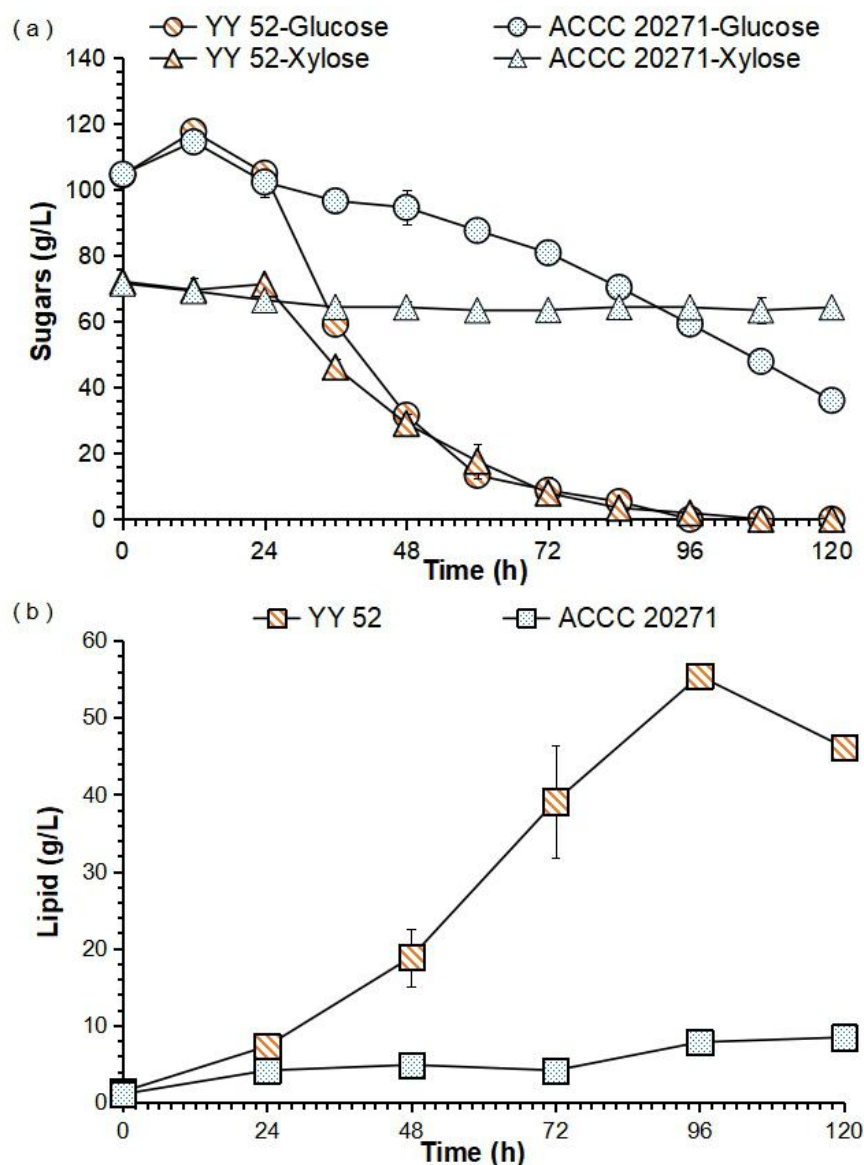 ( a )
YY 52-Glucose ACCC 20271-Glucose
YY 52-Xylose ACCC 20271-Xylose
140
120
100
80
60
40
20
0
Sugars (g/L)
0 24 48 72 96 120
Time (h)
( b )
YY 52 ACCC 20271
60
50
40
30
20
10
0
Lipid (g/L)
0 24 48 72 96 120
Time (h)